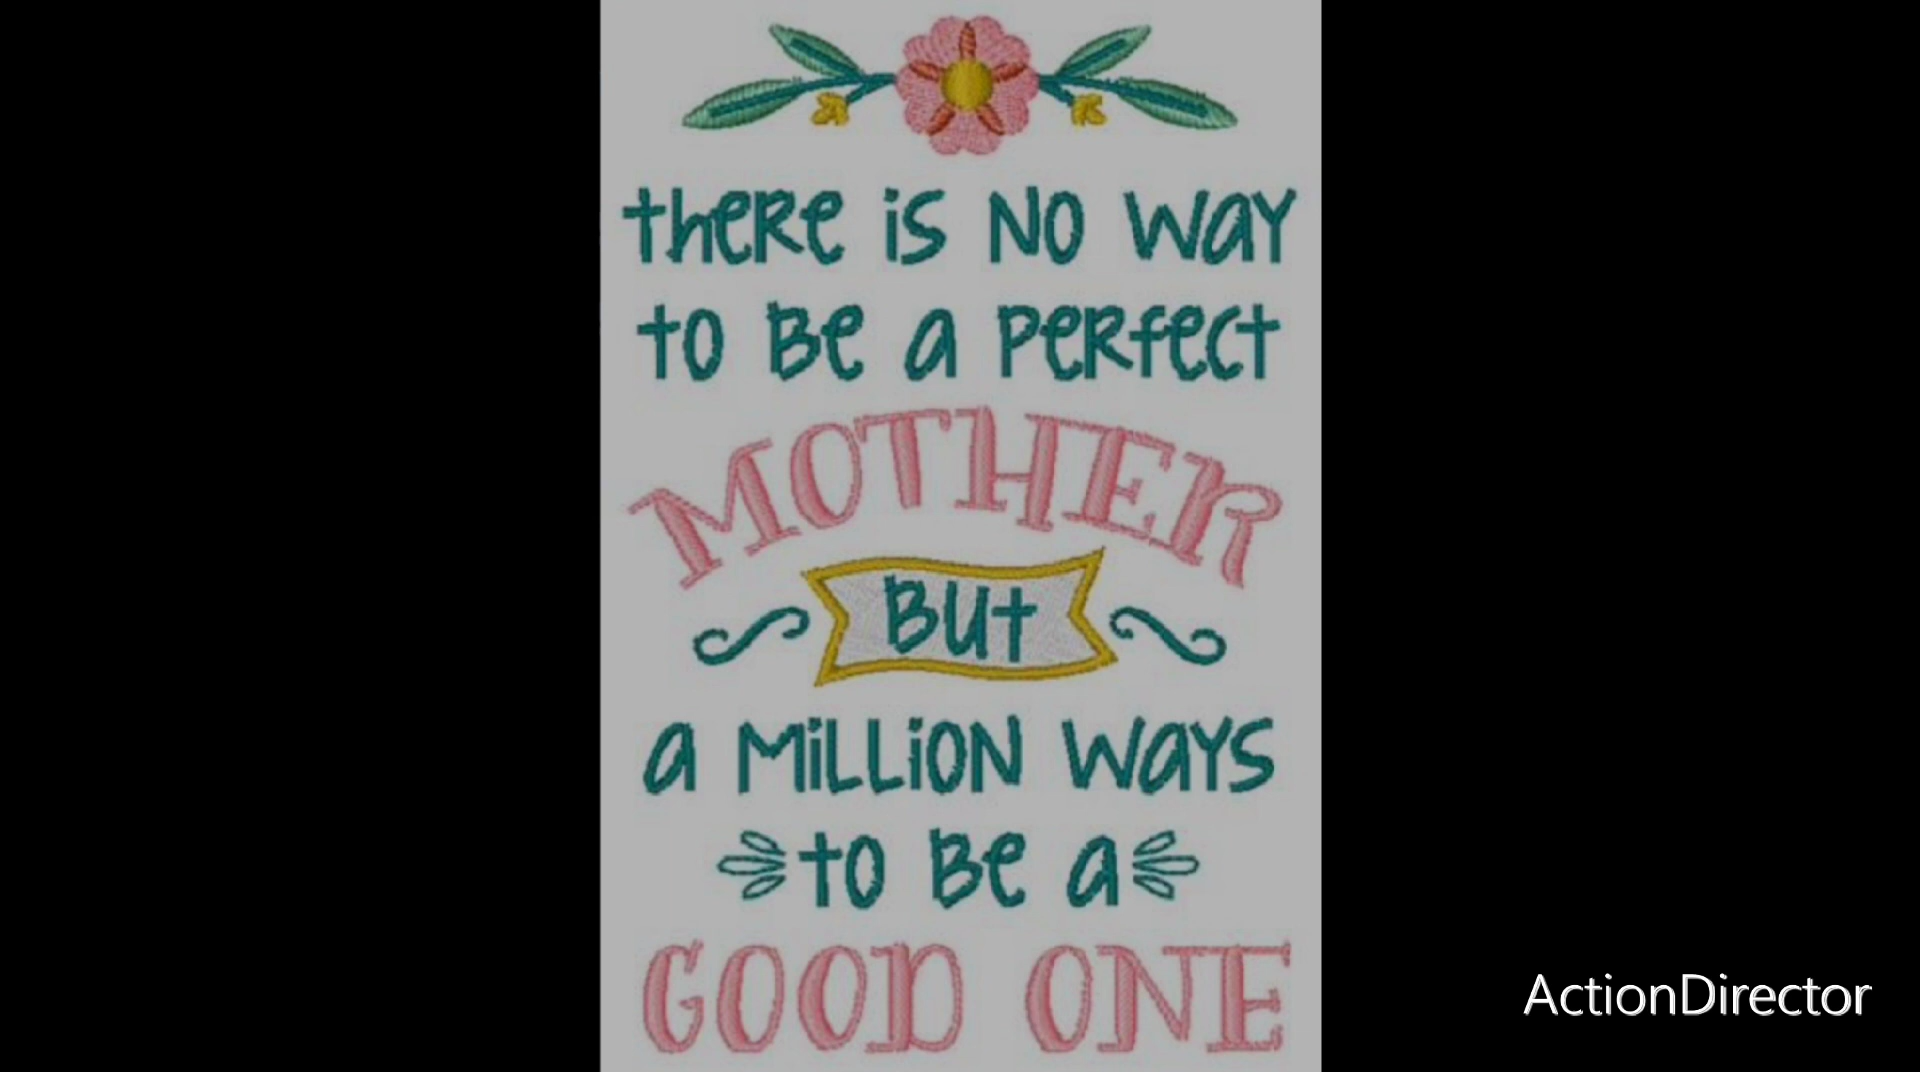 there is NO way
to Be a PeRfect
MOTHER
But
a MiLLiON ways
to Be a
GOOD ONE
ActionDirector